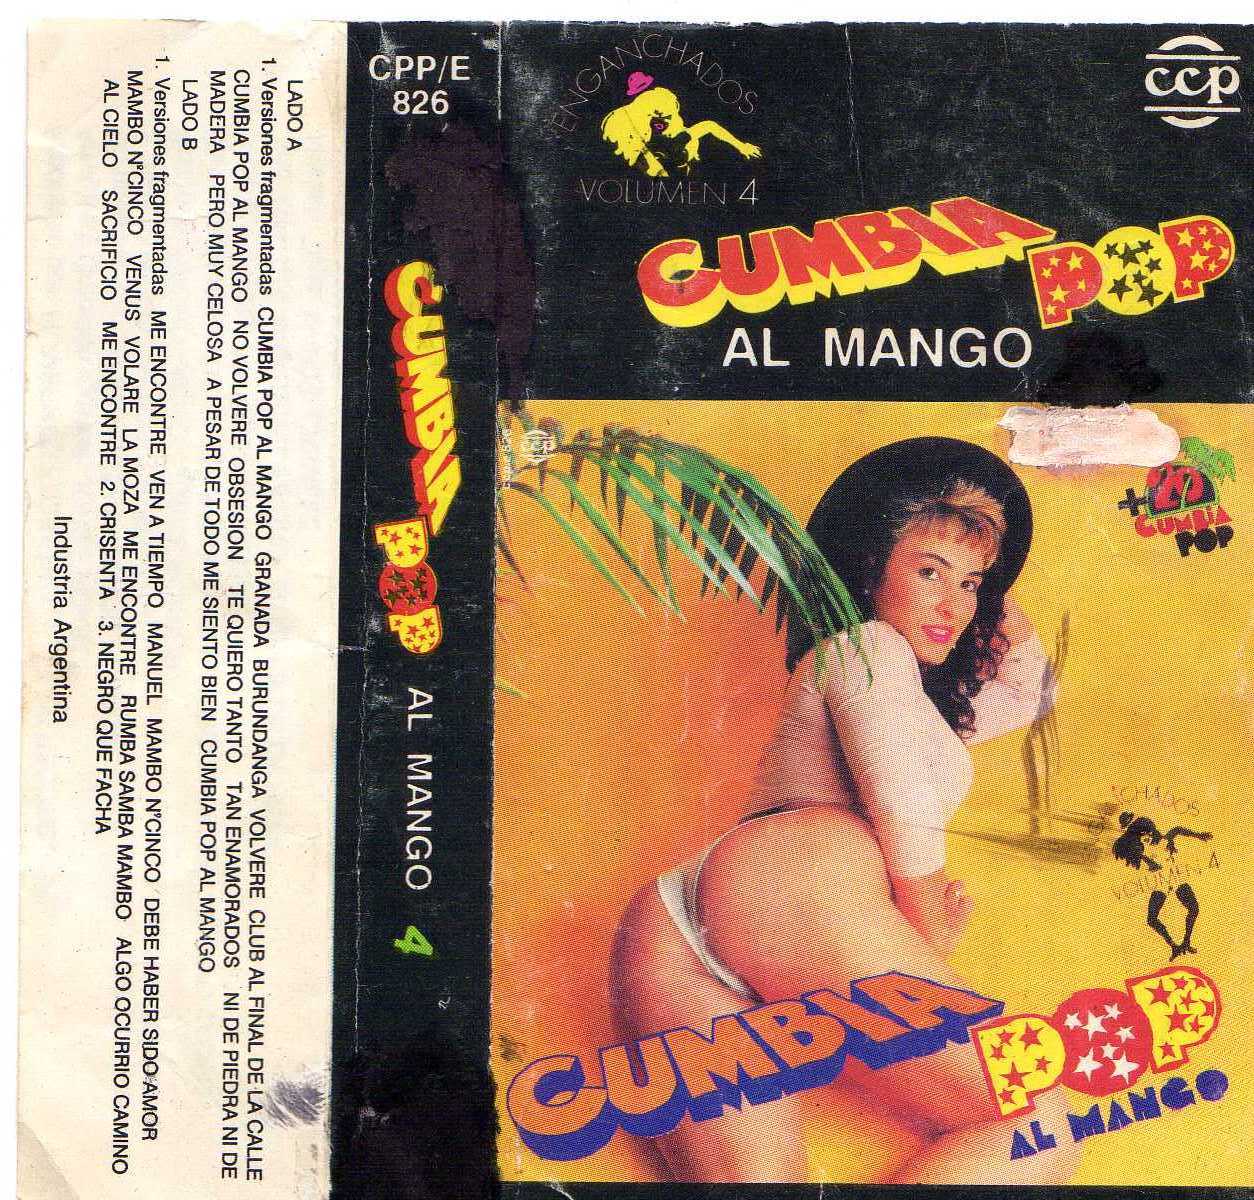 LADO A
1. Versiones fragmentadas CUMBIA POP AL MANGO GRANADA BURUNDANGA VOLVERE CLUB AL FINAL DE LA CALLE
CUMBIA POP AL MANGO NO VOLVERE OBSESION TE QUIERO TANTO TAN ENAMORADOS NI DE PIEDRA NI DE
MADERA PERO MUY CELOSA A PESAR DE TODO ME SIENTO BIEN CUMBIA POP AL MANGO
LADO B
1. Versiones fragmentadas ME ENCONTRE VEN A TIEMPO MANUEL MAMBO N°CINCO DEBE HABER SIDO AMOR
MAMBO N°CINCO VENUS VOLARE LA MOZA ME ENCONTRE RUMBA SAMBA MAMBO ALGO OCURRIO CAMINO
AL CIELO SACRIFICIO ME ENCONTRE 2. CRISENTA 3. NEGRO QUE FACHA
Industria Argentina
CPP/E
826
CUMBIA POP AL MANGO 4
ENGANCHADOS
VOLUMEN 4
ccp
CUMBIA POP
AL MANGO
ccp
+ 20
CUMBIA
POP
CHADOS
VOLUMEN 4
CUMBIA POP
AL MANGO